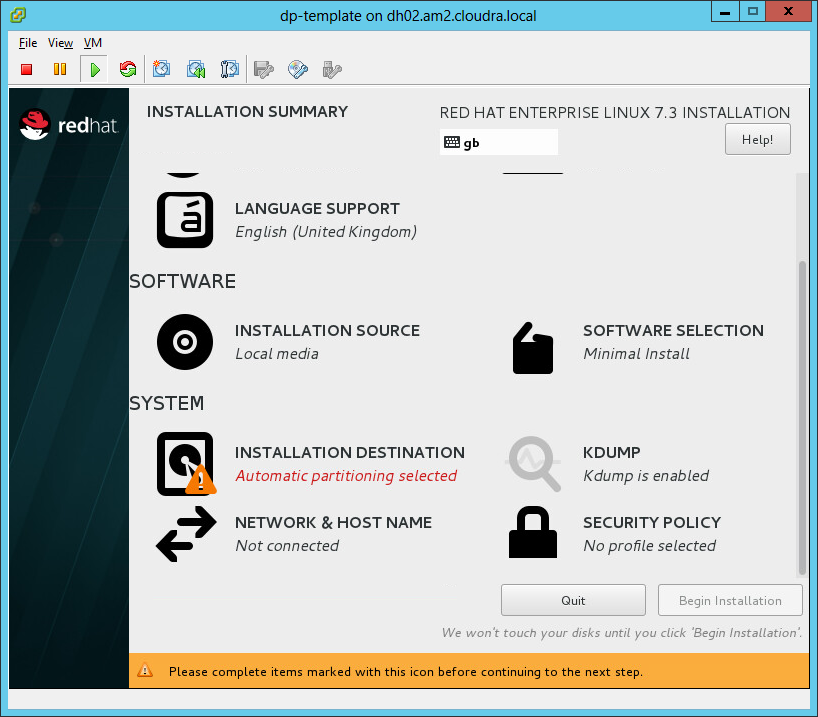 dp-template on dh02.am2.cloudra.local
File View VM
redhat.
INSTALLATION SUMMARY
RED HAT ENTERPRISE LINUX 7.3 INSTALLATION
gb
Help!
á
LANGUAGE SUPPORT
English (United Kingdom)
SOFTWARE
INSTALLATION SOURCE
Local media
SOFTWARE SELECTION
Minimal Install
SYSTEM
INSTALLATION DESTINATION
Automatic partitioning selected
KDUMP
Kdump is enabled
NETWORK & HOST NAME
Not connected
SECURITY POLICY
No profile selected
Quit
Begin Installation
We won't touch your disks until you click 'Begin Installation'.
Please complete items marked with this icon before continuing to the next step.